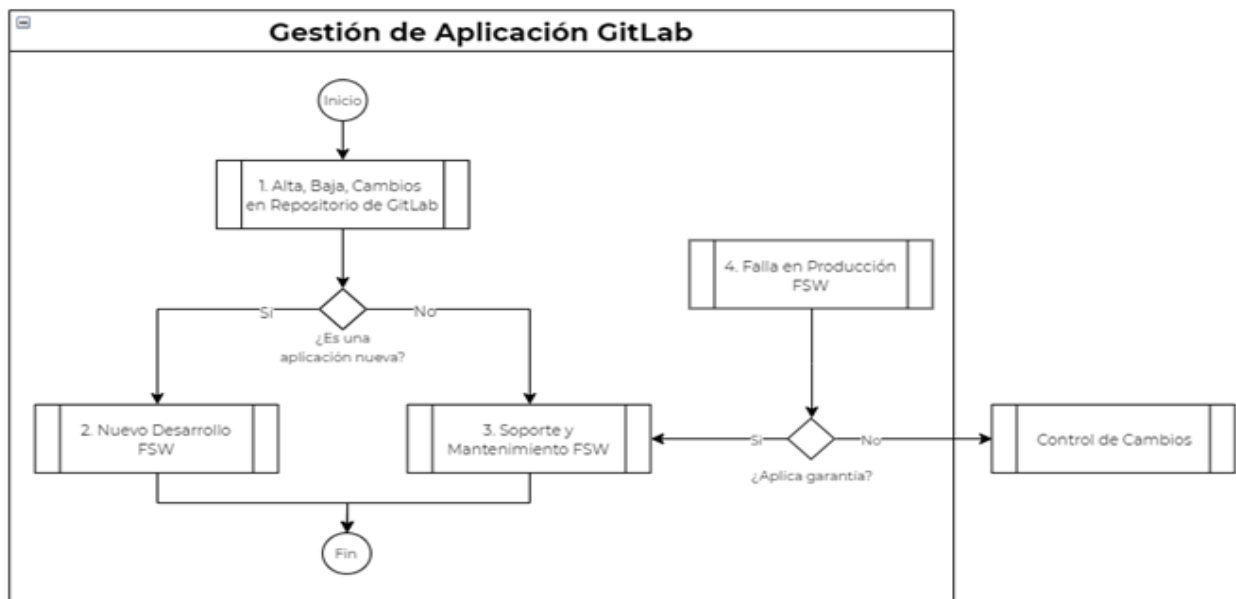 Gestión de Aplicación GitLab
Inicio
1. Alta, Baja, Cambios
en Repositorio de GitLab
4. Falla en Producción
FSW
Si
No
¿Es una
aplicación nueva?
2. Nuevo Desarrollo
FSW
3. Soporte y
Mantenimiento FSW
Si
No
Control de Cambios
¿Aplica garantía?
Fin